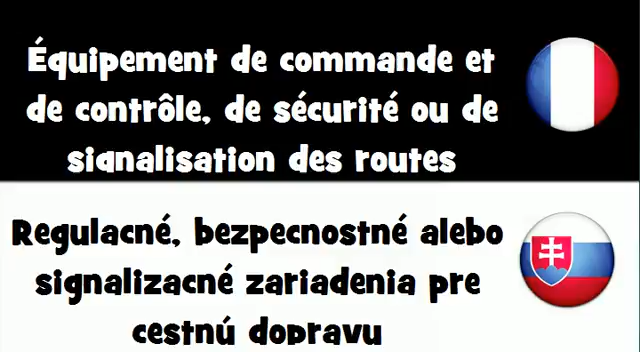 Équipement de commande et
de contrôle, de sécurité ou de
signalisation des routes
Regulacné, bezpecnostné alebo
signalizacné zariadenia pre
cestnú dopravu